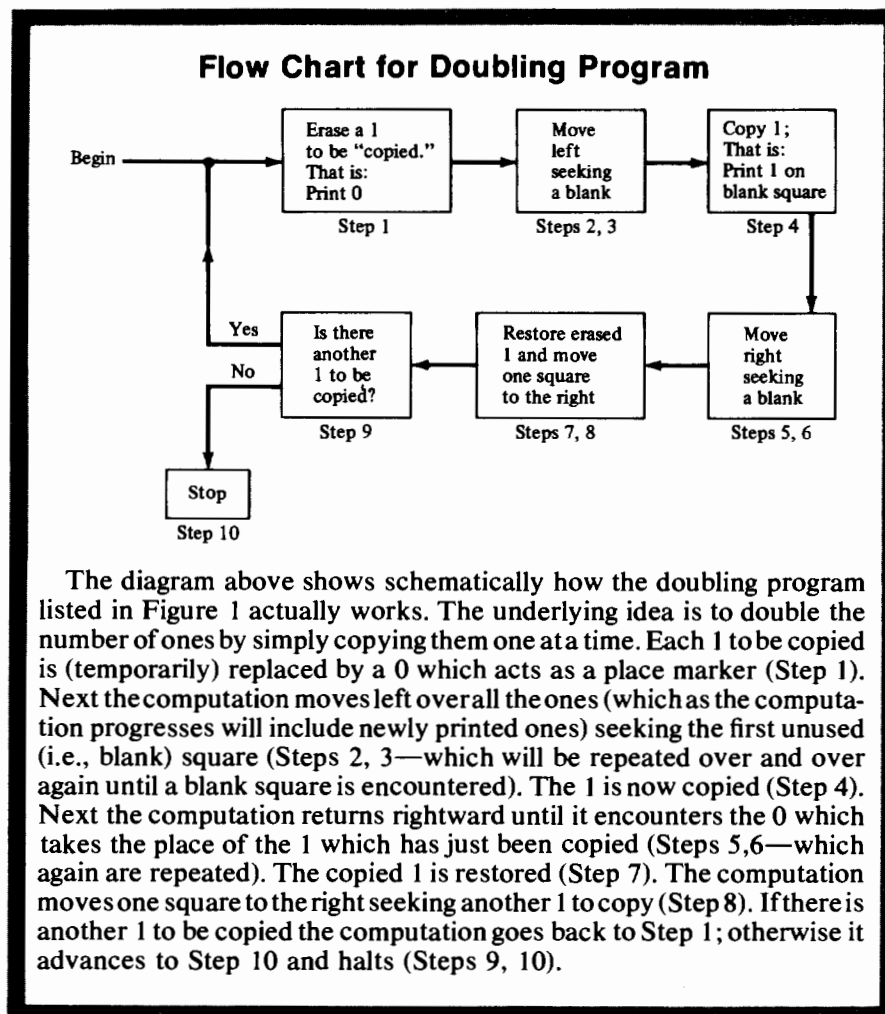 Flow Chart for Doubling Program
Begin
Erase a 1
to be "copied."
That is:
Print 0
Step 1
Move
left
seeking
a blank
Steps 2, 3
Copy 1;
That is:
Print 1 on
blank square
Step 4
Yes
No
Is there
another
1 to be
copied?
Step 9
Restore erased
1 and move
one square
to the right
Steps 7, 8
Move
right
seeking
a blank
Steps 5, 6
Stop
Step 10
The diagram above shows schematically how the doubling program
listed in Figure 1 actually works. The underlying idea is to double the
number of ones by simply copying them one at a time. Each 1 to be copied
is (temporarily) replaced by a 0 which acts as a place marker (Step 1).
Next the computation moves left over all the ones (which as the computa-
tion progresses will include newly printed ones) seeking the first unused
(i.e., blank) square (Steps 2, 3—which will be repeated over and over
again until a blank square is encountered). The 1 is now copied (Step 4).
Next the computation returns rightward until it encounters the 0 which
takes the place of the 1 which has just been copied (Steps 5,6—which
again are repeated). The copied 1 is restored (Step 7). The computation
moves one square to the right seeking another 1 to copy (Step 8). If there is
another 1 to be copied the computation goes back to Step 1; otherwise it
advances to Step 10 and halts (Steps 9, 10).